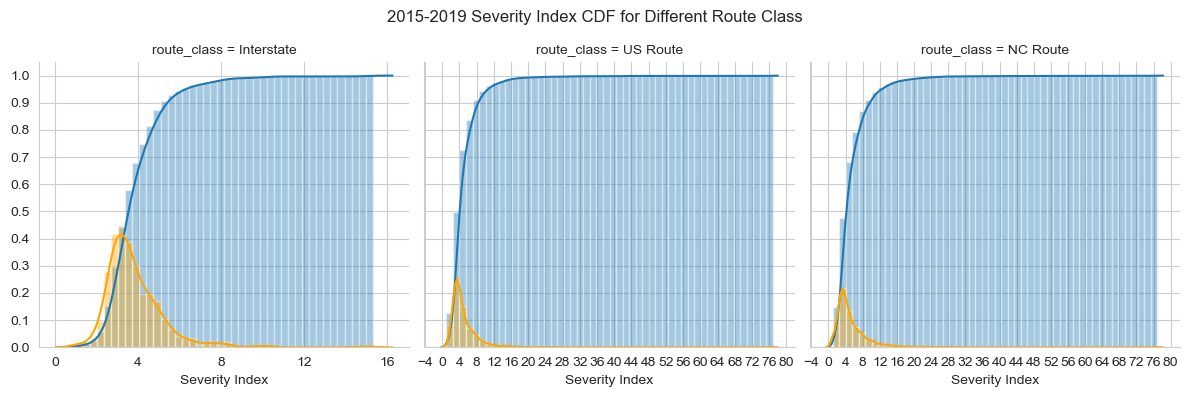 2015-2019 Severity Index CDF for Different Route Class
route_class = Interstate
route_class = US Route
route_class = NC Route
1.0
0.9
0.8
0.7
0.6
0.5
0.4
0.3
0.2
0.1
0.0
0 4 8 12 16
−4 0 4 8 12 16 20 24 28 32 36 40 44 48 52 56 60 64 68 72 76 80
−4 0 4 8 12 16 20 24 28 32 36 40 44 48 52 56 60 64 68 72 76 80
Severity Index
Severity Index
Severity Index